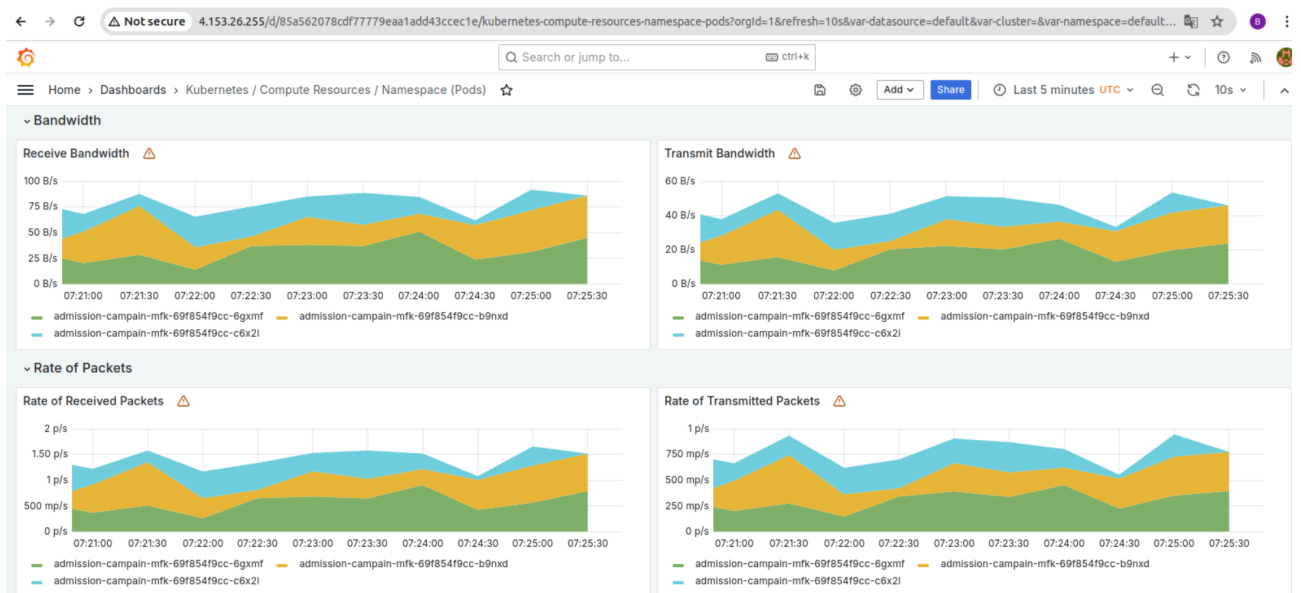 Not secure 4.153.26.255/d/85a562078cdf77779eaa1add43ccec1e/kubernetes-compute-resources-namespace-pods?orgId=1&refresh=10s&var-datasource=default&var-cluster=&var-namespace=default... B
Search or jump to... ctrl+k
Home › Dashboards › Kubernetes / Compute Resources / Namespace (Pods) Add Share Last 5 minutes UTC 10s
Bandwidth
Receive Bandwidth
100 B/s
75 B/s
50 B/s
25 B/s
0 B/s
07:21:00 07:21:30 07:22:00 07:22:30 07:23:00 07:23:30 07:24:00 07:24:30 07:25:00 07:25:30
admission-campain-mfk-69f854f9cc-6gxmf admission-campain-mfk-69f854f9cc-b9nxd
admission-campain-mfk-69f854f9cc-c6x2l
Transmit Bandwidth
60 B/s
40 B/s
20 B/s
0 B/s
07:21:00 07:21:30 07:22:00 07:22:30 07:23:00 07:23:30 07:24:00 07:24:30 07:25:00 07:25:30
admission-campain-mfk-69f854f9cc-6gxmf admission-campain-mfk-69f854f9cc-b9nxd
admission-campain-mfk-69f854f9cc-c6x2l
Rate of Packets
Rate of Received Packets
2 p/s
1.50 p/s
1 p/s
500 mp/s
0 p/s
07:21:00 07:21:30 07:22:00 07:22:30 07:23:00 07:23:30 07:24:00 07:24:30 07:25:00 07:25:30
admission-campain-mfk-69f854f9cc-6gxmf admission-campain-mfk-69f854f9cc-b9nxd
admission-campain-mfk-69f854f9cc-c6x2l
Rate of Transmitted Packets
1 p/s
750 mp/s
500 mp/s
250 mp/s
0 p/s
07:21:00 07:21:30 07:22:00 07:22:30 07:23:00 07:23:30 07:24:00 07:24:30 07:25:00 07:25:30
admission-campain-mfk-69f854f9cc-6gxmf admission-campain-mfk-69f854f9cc-b9nxd
admission-campain-mfk-69f854f9cc-c6x2l